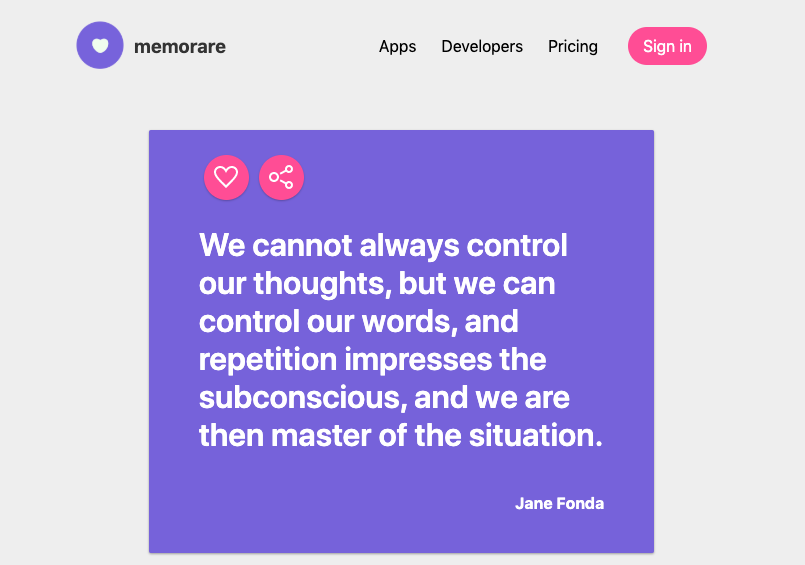 memorare
Apps Developers Pricing Sign in
We cannot always control
our thoughts, but we can
control our words, and
repetition impresses the
subconscious, and we are
then master of the situation.
Jane Fonda